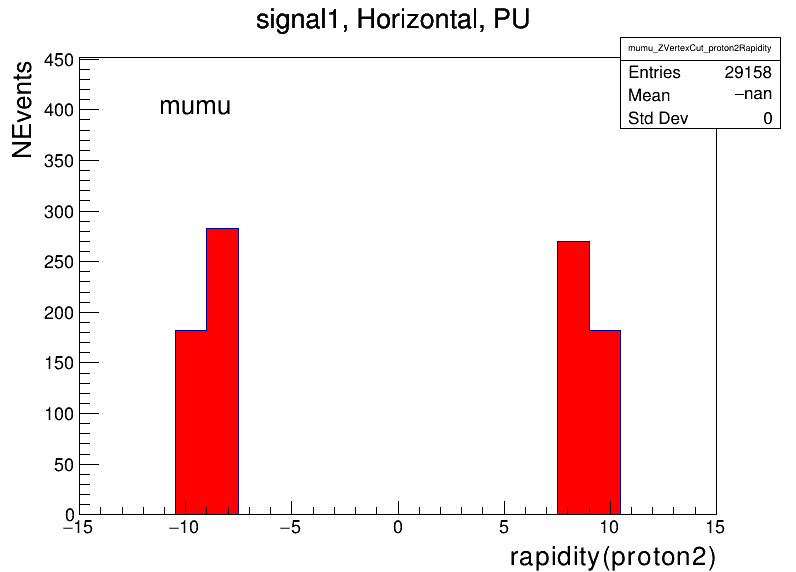 signal1, Horizontal, PU
mumu_ZVertexCut_proton2Rapidity
Entries 29158
Mean −nan
Std Dev 0
NEvents
mumu
450
400
350
300
250
200
150
100
50
0
−15 −10 −5 0 5 10 15
rapidity(proton2)